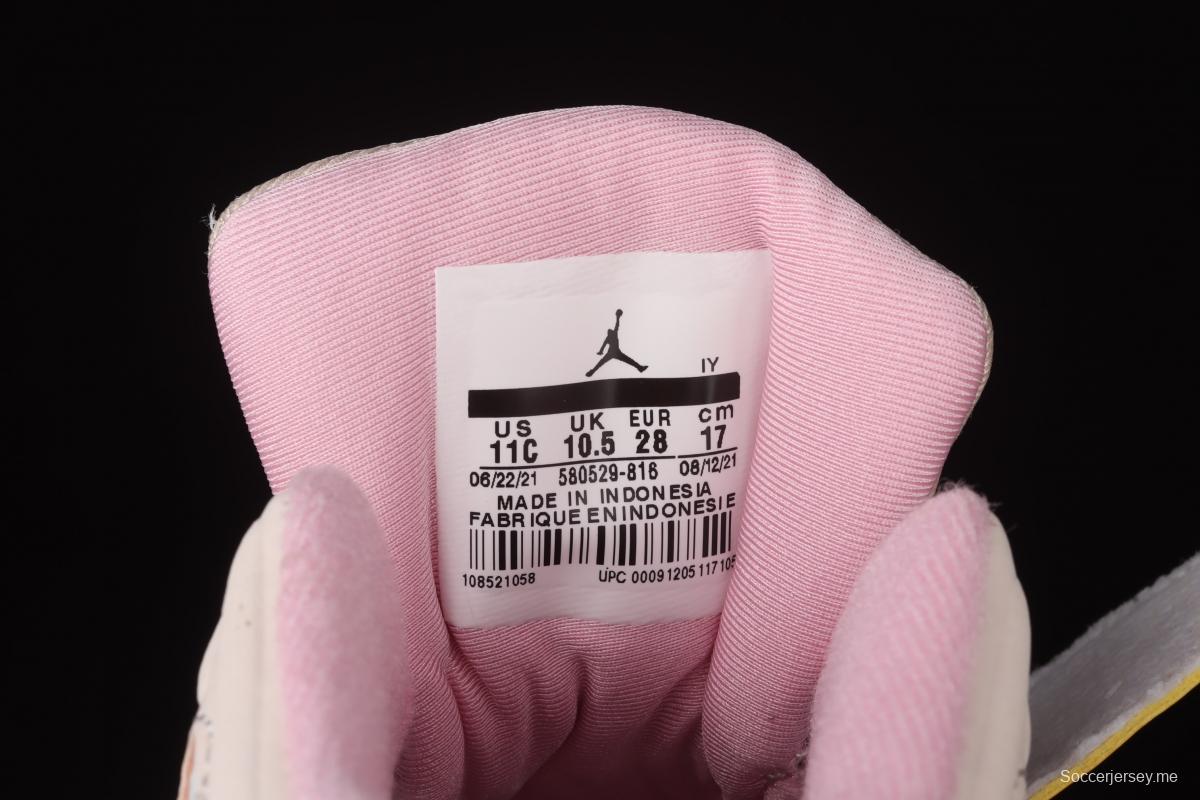 IY
US UK EUR cm
11C 10.5 28 17
06/22/21 580529-816 08/12/21
MADE IN INDONESIA
FABRIQUE EN INDONESIE
108521058 UPC 00091205117105
Soccerjersey.me